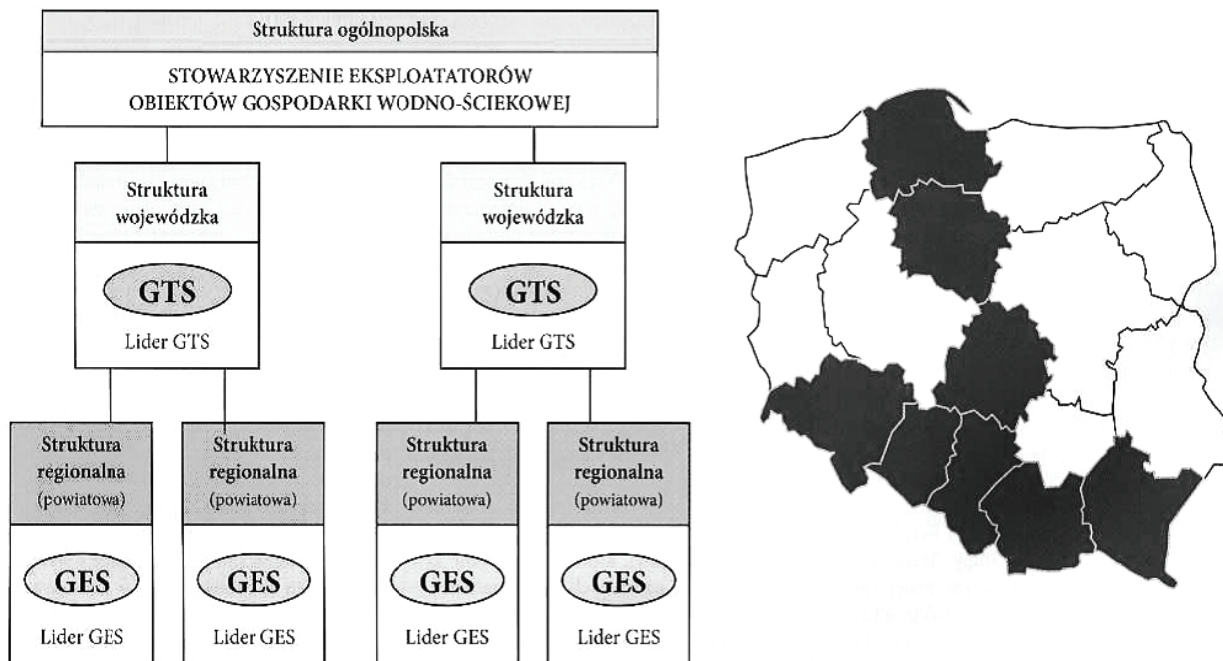 Struktura ogólnopolska
STOWARZYSZENIE EKSPLOATATORÓW
OBIEKTÓW GOSPODARKI WODNO-ŚCIEKOWEJ
Struktura
wojewódzka
GTS
Lider GTS
Struktura
wojewódzka
GTS
Lider GTS
Struktura
regionalna
(powiatowa)
GES
Lider GES
Struktura
regionalna
(powiatowa)
GES
Lider GES
Struktura
regionalna
(powiatowa)
GES
Lider GES
Struktura
regionalna
(powiatowa)
GES
Lider GES